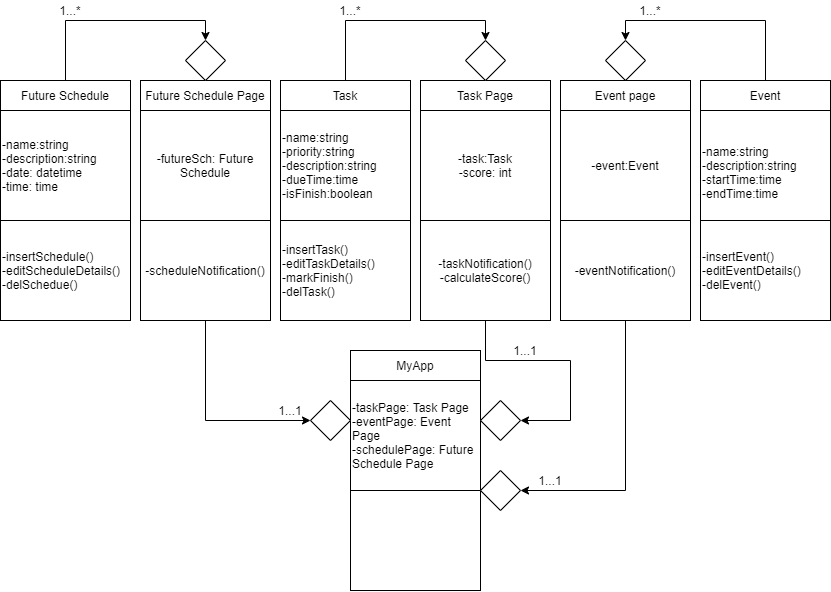 1...*
1...*
1...*
Future Schedule
-name:string
-description:string
-date: datetime
-time: time
-insertSchedule()
-editScheduleDetails()
-delSchedue()
Future Schedule Page
-futureSch: Future
Schedule
-scheduleNotification()
Task
-name:string
-priority:string
-description:string
-dueTime:time
-isFinish:boolean
-insertTask()
-editTaskDetails()
-markFinish()
-delTask()
Task Page
-task:Task
-score: int
-taskNotification()
-calculateScore()
Event page
-event:Event
-eventNotification()
Event
-name:string
-description:string
-startTime:time
-endTime:time
-insertEvent()
-editEventDetails()
-delEvent()
1...1
1...1
1...1
MyApp
-taskPage: Task Page
-eventPage: Event
Page
-schedulePage: Future
Schedule Page